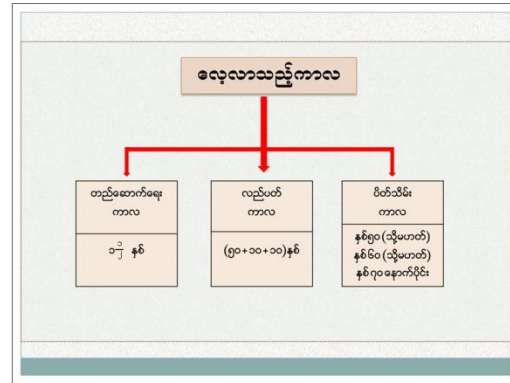 လေ့လာသည့်ကာလ
တည်ဆောက်ရေး
ကာလ
၁ ၁/၂ နှစ်
လည်ပတ်
ကာလ
(၅၀+၁၀+၁၀)နှစ်
ပိတ်သိမ်း
ကာလ
နှစ်၅၀(သို့မဟတ်)
နှစ်၆၀(သို့မဟတ်)
နှစ်၇၀နောက်ပိုင်း